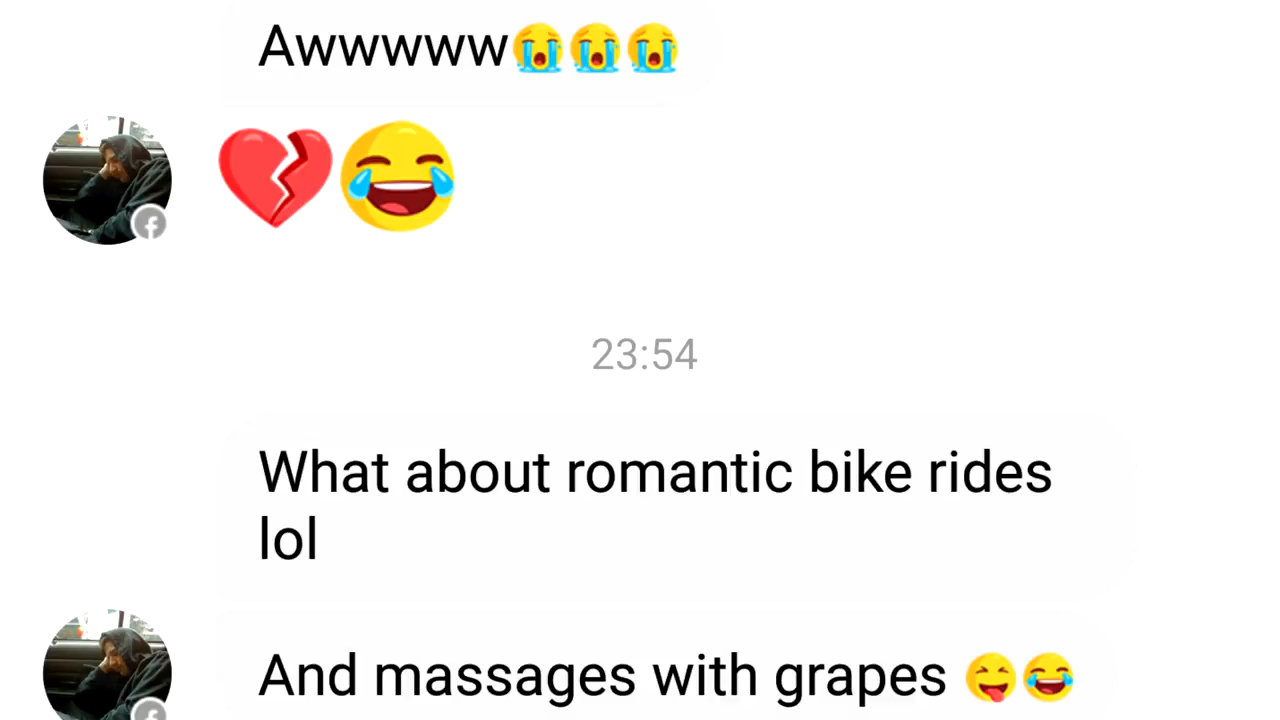 Awwwww😭😭😭
💔😂
23:54
What about romantic bike rides
lol
And massages with grapes 😝😂